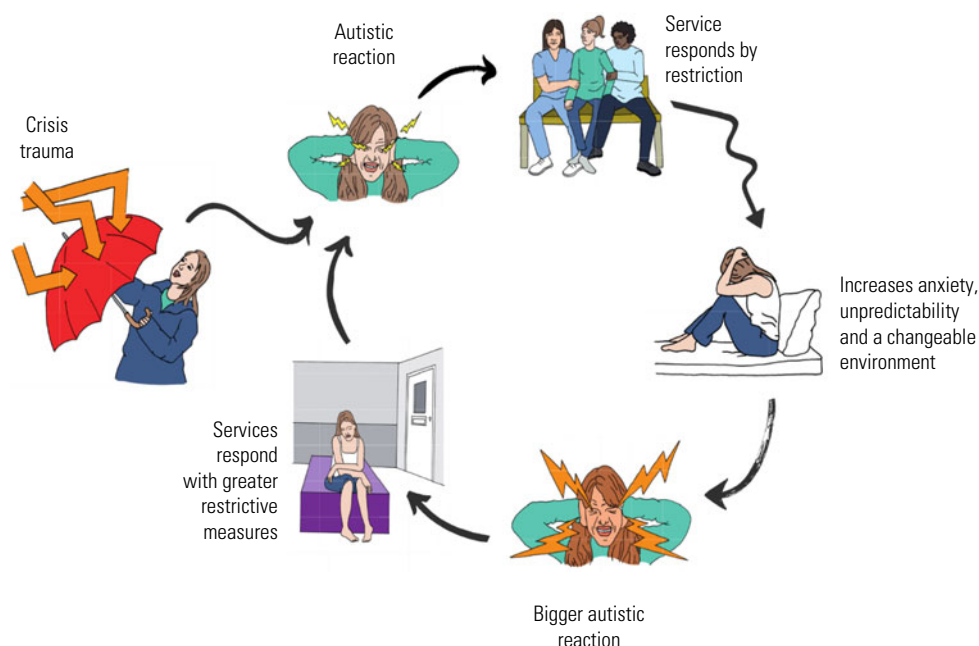 Crisis
trauma
Autistic
reaction
Service
responds by
restriction
Increases anxiety,
unpredictability
and a changeable
environment
Bigger autistic
reaction
Services
respond
with greater
restrictive
measures